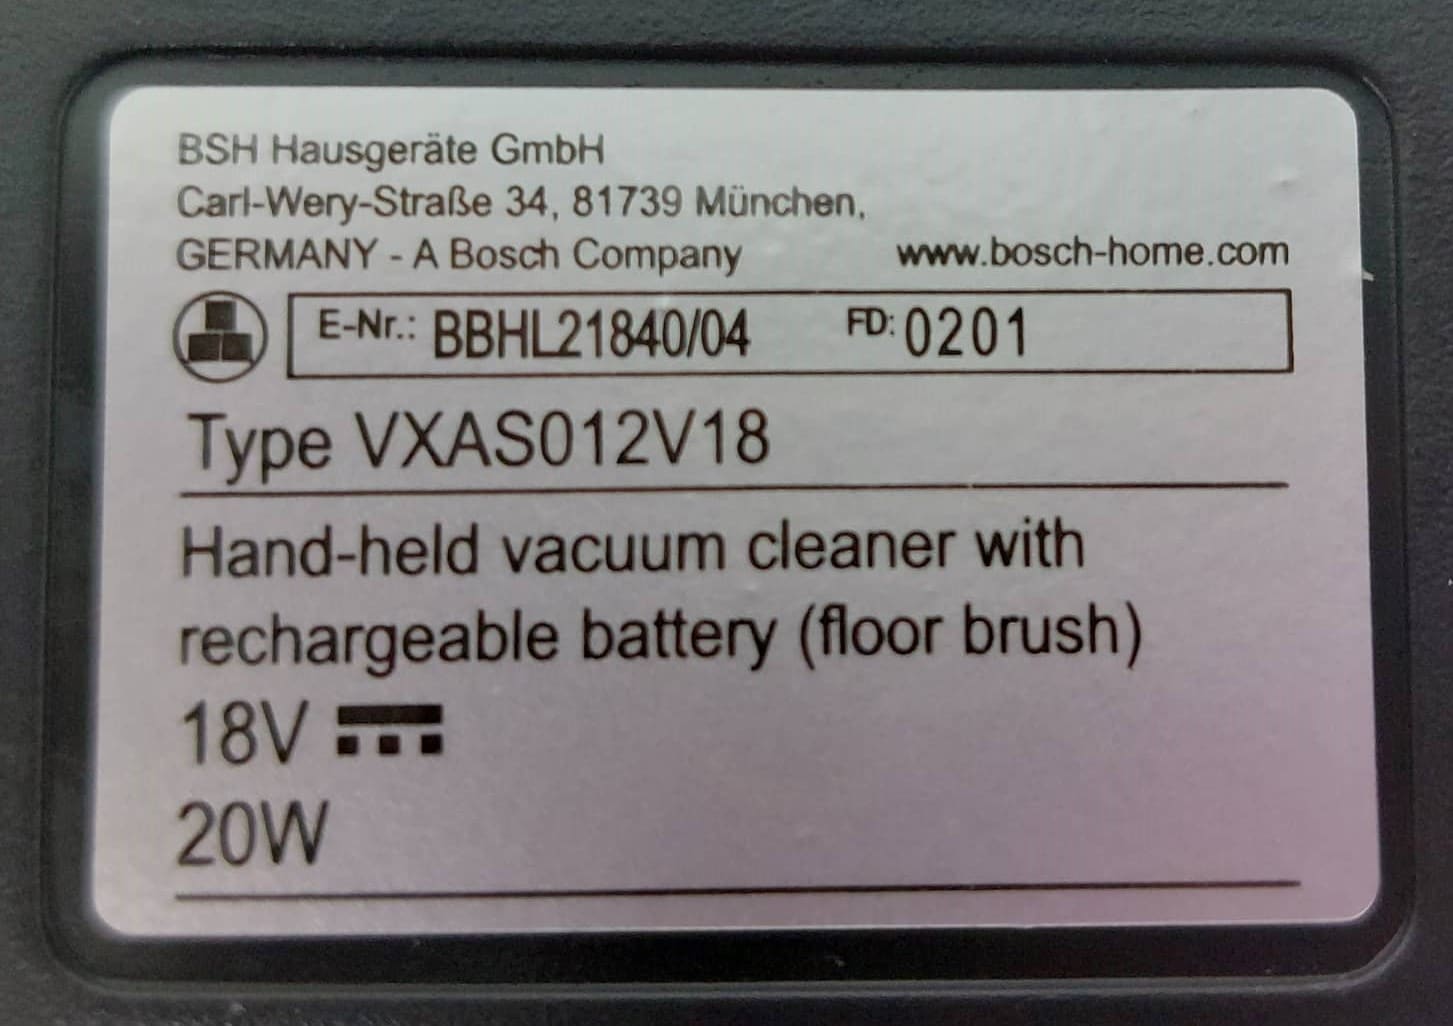 BSH Hausgeräte GmbH
Carl-Wery-Straße 34, 81739 München,
GERMANY - A Bosch Company www.bosch-home.com
E-Nr.: BBHL21840/04 FD: 0201
Type VXAS012V18
Hand-held vacuum cleaner with
rechargeable battery (floor brush)
18V
20W